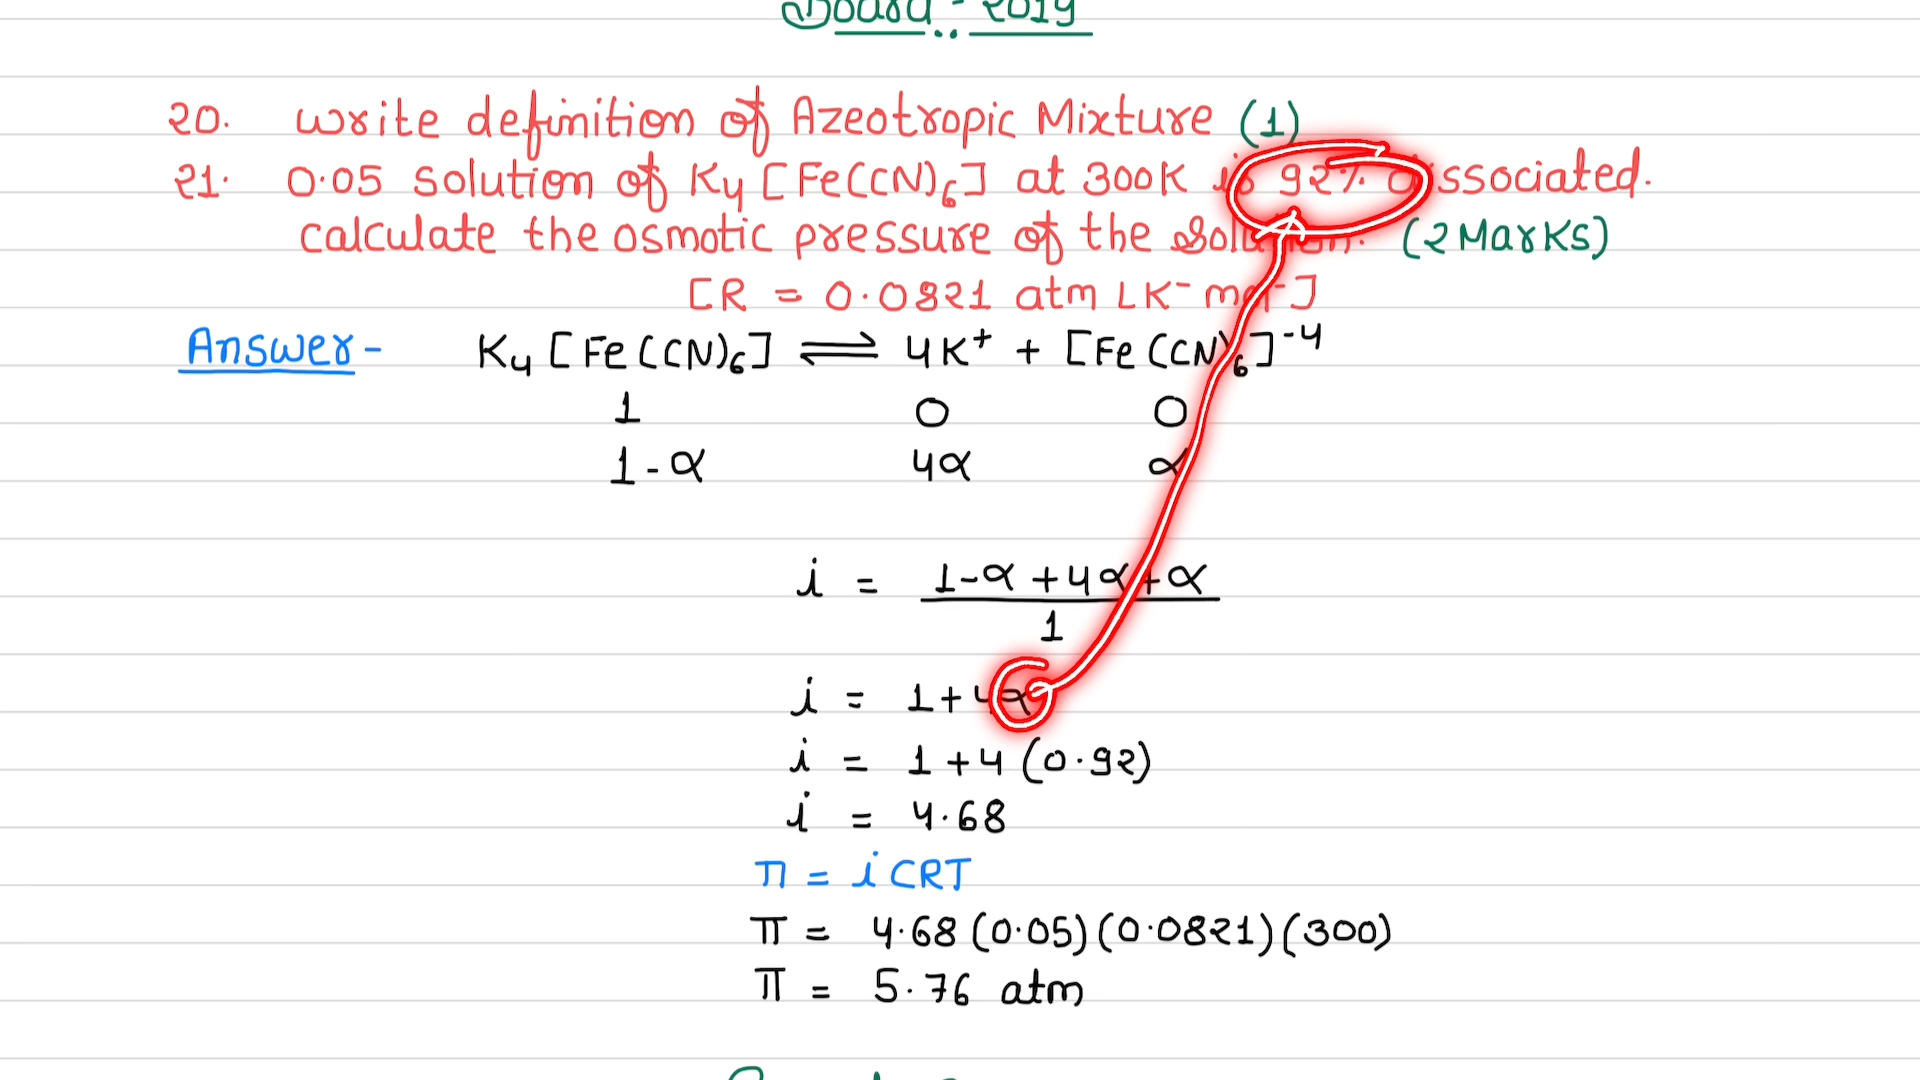 Board - 2019
20. write definition of Azeotropic Mixture (1)
21. 0.05 solution of K4 [Fe(CN)6] at 300K is 92% dissociated.
calculate the osmotic pressure of the solution. (2 Marks)
[R = 0.0821 atm L K⁻ mol⁻]
Answer - K4 [Fe(CN)6] ⇌ 4K⁺ + [Fe(CN)6]⁻⁴
1 0 0
1-α 4α α
i = 1-α+4α+α / 1
i = 1+4α
i = 1+4(0.92)
i = 4.68
π = iCRT
π = 4.68(0.05)(0.0821)(300)
π = 5.76 atm